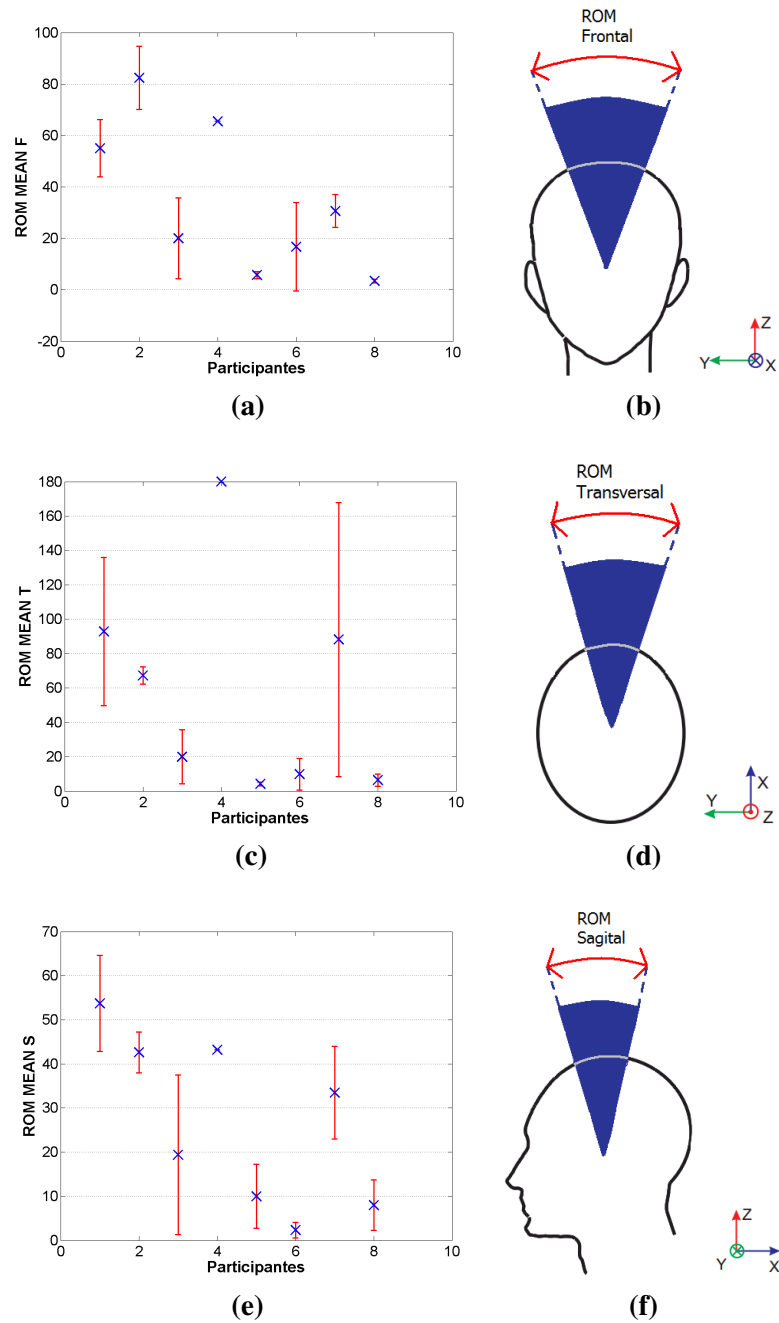 100
80
60
40
20
0
-20
0
2
4
6
8
10
ROM MEAN F
Participantes
(a)
ROM
Frontal
Z
Y
X
(b)
180
160
140
120
100
80
60
40
20
0
0
2
4
6
8
10
ROM MEAN T
Participantes
(c)
ROM
Transversal
X
Y
Z
(d)
70
60
50
40
30
20
10
0
0
2
4
6
8
10
ROM MEAN S
Participantes
(e)
ROM
Sagital
Z
Y
X
(f)